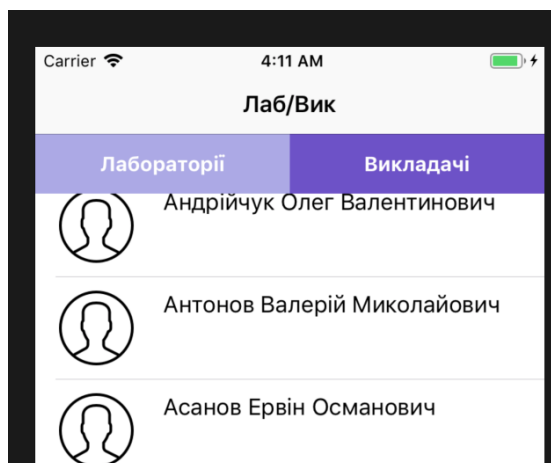 Carrier 4:11 AM
Лаб/Вик
Лабораторії Викладачі
Андрійчук Олег Валентинович
Антонов Валерій Миколайович
Асанов Ервін Османович